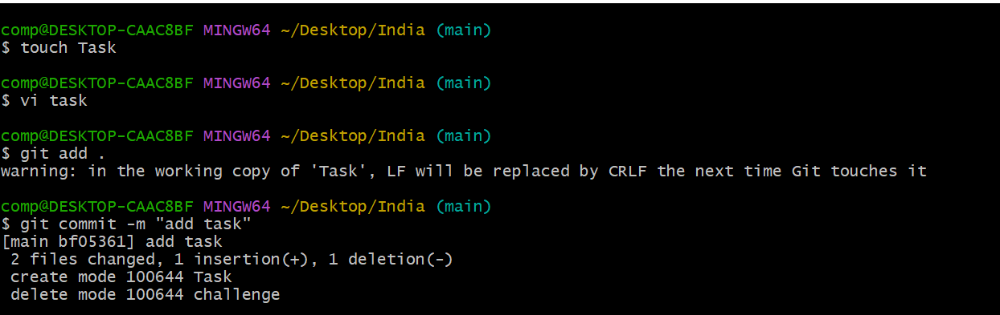 comp@DESKTOP-CAAC8BF MINGW64 ~/Desktop/India (main)
$ touch Task
comp@DESKTOP-CAAC8BF MINGW64 ~/Desktop/India (main)
$ vi task
comp@DESKTOP-CAAC8BF MINGW64 ~/Desktop/India (main)
$ git add .
warning: in the working copy of 'Task', LF will be replaced by CRLF the next time Git touches it
comp@DESKTOP-CAAC8BF MINGW64 ~/Desktop/India (main)
$ git commit -m "add task"
[main bf05361] add task
 2 files changed, 1 insertion(+), 1 deletion(-)
 create mode 100644 Task
 delete mode 100644 challenge